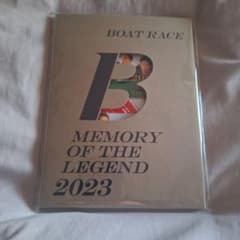 BOAT RACE
B
MEMORY
OF THE
LEGEND
2023